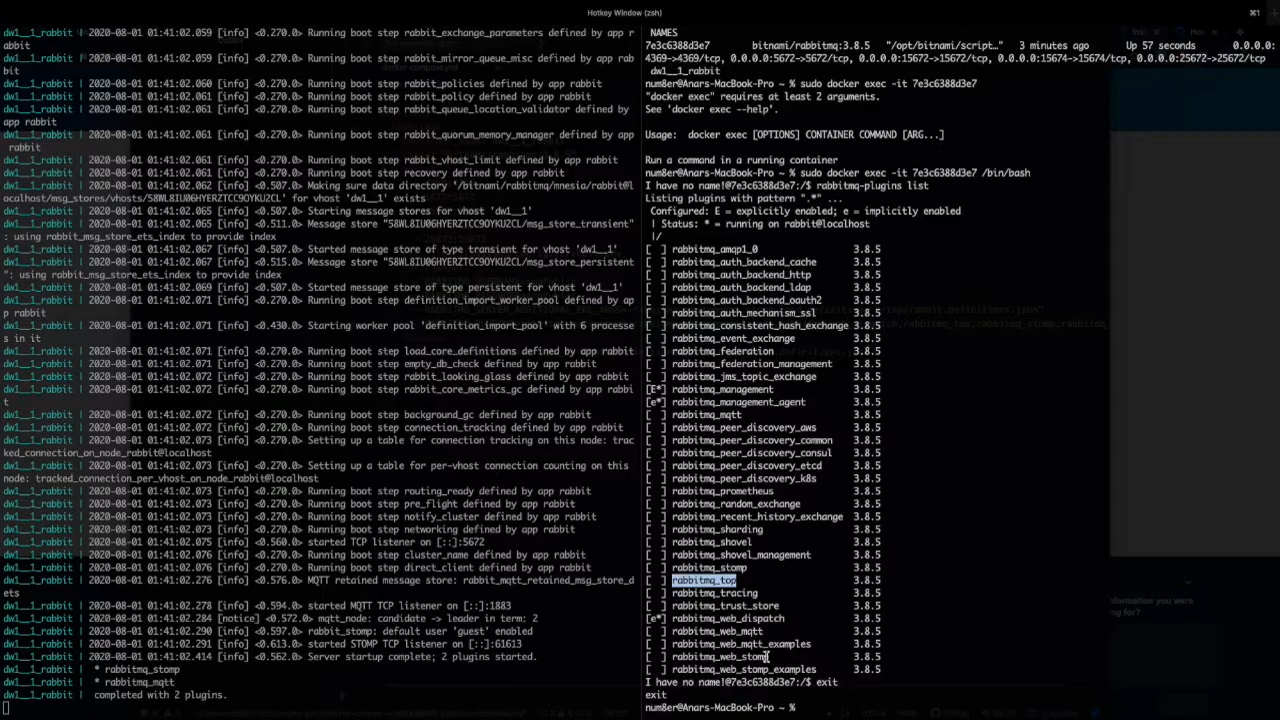 Hotkey Window (zsh)
⌘1
dw1__1_rabbit | 2020-08-01 01:41:02.059 [info] <0.270.0> Running boot step rabbit_exchange_parameters defined by app r
abbit
dw1__1_rabbit | 2020-08-01 01:41:02.059 [info] <0.270.0> Running boot step rabbit_mirror_queue_misc defined by app rab
bit
dw1__1_rabbit | 2020-08-01 01:41:02.060 [info] <0.270.0> Running boot step rabbit_policies defined by app rabbit
dw1__1_rabbit | 2020-08-01 01:41:02.061 [info] <0.270.0> Running boot step rabbit_policy defined by app rabbit
dw1__1_rabbit | 2020-08-01 01:41:02.061 [info] <0.270.0> Running boot step rabbit_queue_location_validator defined by
app rabbit
dw1__1_rabbit | 2020-08-01 01:41:02.061 [info] <0.270.0> Running boot step rabbit_quorum_memory_manager defined by app
 rabbit
dw1__1_rabbit | 2020-08-01 01:41:02.061 [info] <0.270.0> Running boot step rabbit_vhost_limit defined by app rabbit
dw1__1_rabbit | 2020-08-01 01:41:02.061 [info] <0.270.0> Running boot step recovery defined by app rabbit
dw1__1_rabbit | 2020-08-01 01:41:02.062 [info] <0.507.0> Making sure data directory '/bitnami/rabbitmq/mnesia/rabbit@l
ocalhost/msg_stores/vhosts/58WL8IU06HYERZTCC9OYKU2CL' for vhost 'dw1__1' exists
dw1__1_rabbit | 2020-08-01 01:41:02.065 [info] <0.507.0> Starting message stores for vhost 'dw1__1'
dw1__1_rabbit | 2020-08-01 01:41:02.065 [info] <0.511.0> Message store "58WL8IU06HYERZTCC9OYKU2CL/msg_store_transient"
: using rabbit_msg_store_ets_index to provide index
dw1__1_rabbit | 2020-08-01 01:41:02.067 [info] <0.507.0> Started message store of type transient for vhost 'dw1__1'
dw1__1_rabbit | 2020-08-01 01:41:02.067 [info] <0.515.0> Message store "58WL8IU06HYERZTCC9OYKU2CL/msg_store_persistent
": using rabbit_msg_store_ets_index to provide index
dw1__1_rabbit | 2020-08-01 01:41:02.069 [info] <0.507.0> Started message store of type persistent for vhost 'dw1__1'
dw1__1_rabbit | 2020-08-01 01:41:02.071 [info] <0.270.0> Running boot step definition_import_worker_pool defined by ap
p rabbit
dw1__1_rabbit | 2020-08-01 01:41:02.071 [info] <0.430.0> Starting worker pool 'definition_import_pool' with 6 processe
s in it
dw1__1_rabbit | 2020-08-01 01:41:02.071 [info] <0.270.0> Running boot step load_core_definitions defined by app rabbit
dw1__1_rabbit | 2020-08-01 01:41:02.071 [info] <0.270.0> Running boot step empty_db_check defined by app rabbit
dw1__1_rabbit | 2020-08-01 01:41:02.071 [info] <0.270.0> Running boot step rabbit_looking_glass defined by app rabbit
dw1__1_rabbit | 2020-08-01 01:41:02.071 [info] <0.270.0> Running boot step rabbit_core_metrics_gc defined by app rabbi
t
dw1__1_rabbit | 2020-08-01 01:41:02.072 [info] <0.270.0> Running boot step background_gc defined by app rabbit
dw1__1_rabbit | 2020-08-01 01:41:02.072 [info] <0.270.0> Running boot step connection_tracking defined by app rabbit
dw1__1_rabbit | 2020-08-01 01:41:02.073 [info] <0.270.0> Setting up a table for connection tracking on this node: trac
ked_connection_on_node_rabbit@localhost
dw1__1_rabbit | 2020-08-01 01:41:02.073 [info] <0.270.0> Setting up a table for per-vhost connection counting on this
node: tracked_connection_per_vhost_on_node_rabbit@localhost
dw1__1_rabbit | 2020-08-01 01:41:02.073 [info] <0.270.0> Running boot step routing_ready defined by app rabbit
dw1__1_rabbit | 2020-08-01 01:41:02.073 [info] <0.270.0> Running boot step pre_flight defined by app rabbit
dw1__1_rabbit | 2020-08-01 01:41:02.073 [info] <0.270.0> Running boot step notify_cluster defined by app rabbit
dw1__1_rabbit | 2020-08-01 01:41:02.073 [info] <0.270.0> Running boot step networking defined by app rabbit
dw1__1_rabbit | 2020-08-01 01:41:02.075 [info] <0.560.0> started TCP listener on [::]:5672
dw1__1_rabbit | 2020-08-01 01:41:02.076 [info] <0.270.0> Running boot step cluster_name defined by app rabbit
dw1__1_rabbit | 2020-08-01 01:41:02.076 [info] <0.270.0> Running boot step direct_client defined by app rabbit
dw1__1_rabbit | 2020-08-01 01:41:02.276 [info] <0.576.0> MQTT retained message store: rabbit_mqtt_retained_msg_store_d
ets
dw1__1_rabbit | 2020-08-01 01:41:02.278 [info] <0.594.0> started MQTT TCP listener on [::]:1883
dw1__1_rabbit | 2020-08-01 01:41:02.284 [notice] <0.572.0> mqtt_node: candidate -> leader in term: 2
dw1__1_rabbit | 2020-08-01 01:41:02.290 [info] <0.597.0> rabbit_stomp: default user 'guest' enabled
dw1__1_rabbit | 2020-08-01 01:41:02.291 [info] <0.613.0> started STOMP TCP listener on [::]:61613
dw1__1_rabbit | 2020-08-01 01:41:02.414 [info] <0.562.0> Server startup complete; 2 plugins started.
dw1__1_rabbit | * rabbitmq_stomp
dw1__1_rabbit | * rabbitmq_mqtt
dw1__1_rabbit | completed with 2 plugins.
NAMES
7e3c6388d3e7 bitnami/rabbitmq:3.8.5 "/opt/bitnami/script…" 3 minutes ago Up 57 seconds 0.0.0.0:
4369->4369/tcp, 0.0.0.0:5672->5672/tcp, 0.0.0.0:15672->15672/tcp, 0.0.0.0:15674->15674/tcp, 0.0.0.0:25672->25672/tcp
 dw1__1_rabbit
num8er@Anars-MacBook-Pro ~ % sudo docker exec -it 7e3c6388d3e7
"docker exec" requires at least 2 arguments.
See 'docker exec --help'.
Usage: docker exec [OPTIONS] CONTAINER COMMAND [ARG...]
Run a command in a running container
num8er@Anars-MacBook-Pro ~ % sudo docker exec -it 7e3c6388d3e7 /bin/bash
I have no name!@7e3c6388d3e7:/$ rabbitmq-plugins list
Listing plugins with pattern ".*" ...
 Configured: E = explicitly enabled; e = implicitly enabled
 | Status: * = running on rabbit@localhost
 |/
[  ] rabbitmq_amqp1_0 3.8.5
[  ] rabbitmq_auth_backend_cache 3.8.5
[  ] rabbitmq_auth_backend_http 3.8.5
[  ] rabbitmq_auth_backend_ldap 3.8.5
[  ] rabbitmq_auth_backend_oauth2 3.8.5
[  ] rabbitmq_auth_mechanism_ssl 3.8.5
[  ] rabbitmq_consistent_hash_exchange 3.8.5
[  ] rabbitmq_event_exchange 3.8.5
[  ] rabbitmq_federation 3.8.5
[  ] rabbitmq_federation_management 3.8.5
[  ] rabbitmq_jms_topic_exchange 3.8.5
[E*] rabbitmq_management 3.8.5
[e*] rabbitmq_management_agent 3.8.5
[  ] rabbitmq_mqtt 3.8.5
[  ] rabbitmq_peer_discovery_aws 3.8.5
[  ] rabbitmq_peer_discovery_common 3.8.5
[  ] rabbitmq_peer_discovery_consul 3.8.5
[  ] rabbitmq_peer_discovery_etcd 3.8.5
[  ] rabbitmq_peer_discovery_k8s 3.8.5
[  ] rabbitmq_prometheus 3.8.5
[  ] rabbitmq_random_exchange 3.8.5
[  ] rabbitmq_recent_history_exchange 3.8.5
[  ] rabbitmq_sharding 3.8.5
[  ] rabbitmq_shovel 3.8.5
[  ] rabbitmq_shovel_management 3.8.5
[  ] rabbitmq_stomp 3.8.5
[  ] rabbitmq_top 3.8.5
[  ] rabbitmq_tracing 3.8.5
[  ] rabbitmq_trust_store 3.8.5
[e*] rabbitmq_web_dispatch 3.8.5
[  ] rabbitmq_web_mqtt 3.8.5
[  ] rabbitmq_web_mqtt_examples 3.8.5
[  ] rabbitmq_web_stomp 3.8.5
[  ] rabbitmq_web_stomp_examples 3.8.5
I have no name!@7e3c6388d3e7:/$ exit
exit
num8er@Anars-MacBook-Pro ~ %